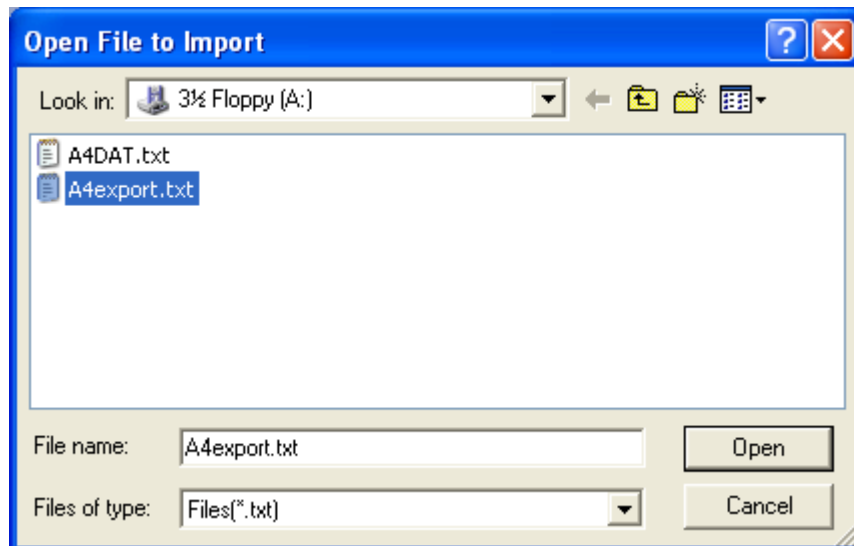 Open File to Import
Look in: 3½ Floppy (A:)
A4DAT.txt
A4export.txt
File name: A4export.txt Open
Files of type: Files(*.txt) Cancel